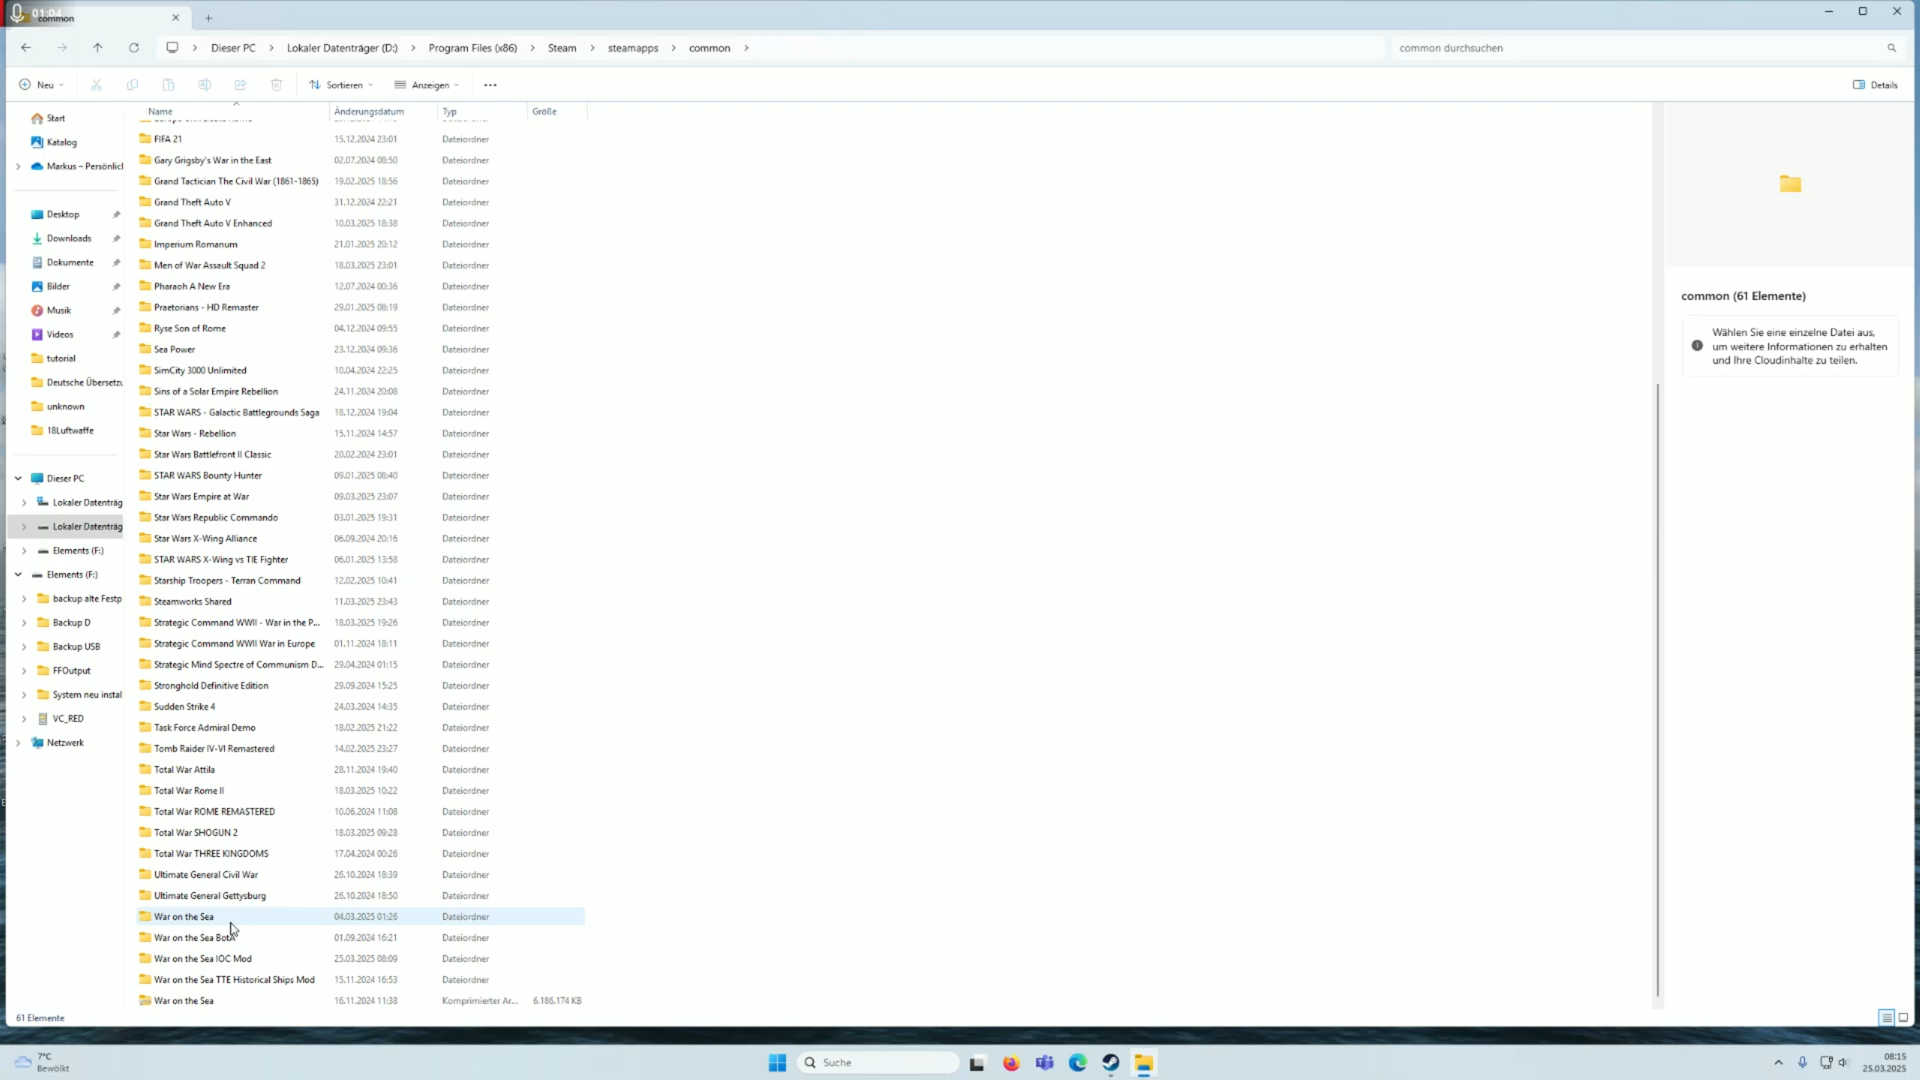 01:04
common
Dieser PC
Lokaler Datenträger (D:)
Program Files (x86)
Steam
steamapps
common
common durchsuchen
Neu
Sortieren
Anzeigen
Details
Name
Änderungsdatum
Typ
Größe
Start
Katalog
Markus – Persönlich
Desktop
Downloads
Dokumente
Bilder
Musik
Videos
tutorial
Deutsche Übersetzu
unknown
18Luftwaffe
Dieser PC
Lokaler Datenträg
Lokaler Datenträg
Elements (F:)
Elements (F:)
backup alte Festp
Backup D
Backup USB
FFOutput
System neu instal
VC_RED
Netzwerk
FIFA 21 15.12.2024 23:01 Dateiordner
Gary Grigsby's War in the East 02.07.2024 08:50 Dateiordner
Grand Tactician The Civil War (1861-1865) 19.02.2025 18:56 Dateiordner
Grand Theft Auto V 31.12.2024 22:21 Dateiordner
Grand Theft Auto V Enhanced 10.03.2025 18:38 Dateiordner
Imperium Romanum 21.01.2025 20:12 Dateiordner
Men of War Assault Squad 2 18.03.2025 23:01 Dateiordner
Pharaoh A New Era 12.07.2024 00:36 Dateiordner
Praetorians - HD Remaster 29.01.2025 08:19 Dateiordner
Ryse Son of Rome 04.12.2024 09:55 Dateiordner
Sea Power 23.12.2024 09:36 Dateiordner
SimCity 3000 Unlimited 10.04.2024 22:25 Dateiordner
Sins of a Solar Empire Rebellion 24.11.2024 20:08 Dateiordner
STAR WARS - Galactic Battlegrounds Saga 18.12.2024 19:04 Dateiordner
Star Wars - Rebellion 15.11.2024 14:57 Dateiordner
Star Wars Battlefront II Classic 20.02.2024 23:01 Dateiordner
STAR WARS Bounty Hunter 09.01.2025 08:40 Dateiordner
Star Wars Empire at War 09.03.2025 23:07 Dateiordner
Star Wars Republic Commando 03.01.2025 19:31 Dateiordner
Star Wars X-Wing Alliance 06.09.2024 20:16 Dateiordner
STAR WARS X-Wing vs TIE Fighter 06.01.2025 13:58 Dateiordner
Starship Troopers - Terran Command 12.02.2025 10:41 Dateiordner
Steamworks Shared 11.03.2025 23:43 Dateiordner
Strategic Command WWII - War in the P... 18.03.2025 19:26 Dateiordner
Strategic Command WWII War in Europe 01.11.2024 18:11 Dateiordner
Strategic Mind Spectre of Communism D... 29.04.2024 01:15 Dateiordner
Stronghold Definitive Edition 29.09.2024 15:25 Dateiordner
Sudden Strike 4 24.03.2024 14:35 Dateiordner
Task Force Admiral Demo 18.02.2025 21:22 Dateiordner
Tomb Raider IV-VI Remastered 14.02.2025 23:27 Dateiordner
Total War Attila 28.11.2024 19:40 Dateiordner
Total War Rome II 18.03.2025 10:22 Dateiordner
Total War ROME REMASTERED 10.06.2024 11:08 Dateiordner
Total War SHOGUN 2 18.03.2025 09:28 Dateiordner
Total War THREE KINGDOMS 17.04.2024 00:26 Dateiordner
Ultimate General Civil War 26.10.2024 18:39 Dateiordner
Ultimate General Gettysburg 26.10.2024 18:50 Dateiordner
War on the Sea 04.03.2025 01:26 Dateiordner
War on the Sea BotA 01.09.2024 16:21 Dateiordner
War on the Sea IOC Mod 25.03.2025 08:09 Dateiordner
War on the Sea TTE Historical Ships Mod 15.11.2024 16:53 Dateiordner
War on the Sea 16.11.2024 11:38 Komprimierter Ar... 6.186.174 KB
common (61 Elemente)
Wählen Sie eine einzelne Datei aus,
um weitere Informationen zu erhalten
und Ihre Cloudinhalte zu teilen.
61 Elemente
7°C
Bewölkt
Suche
08:15
25.03.2025